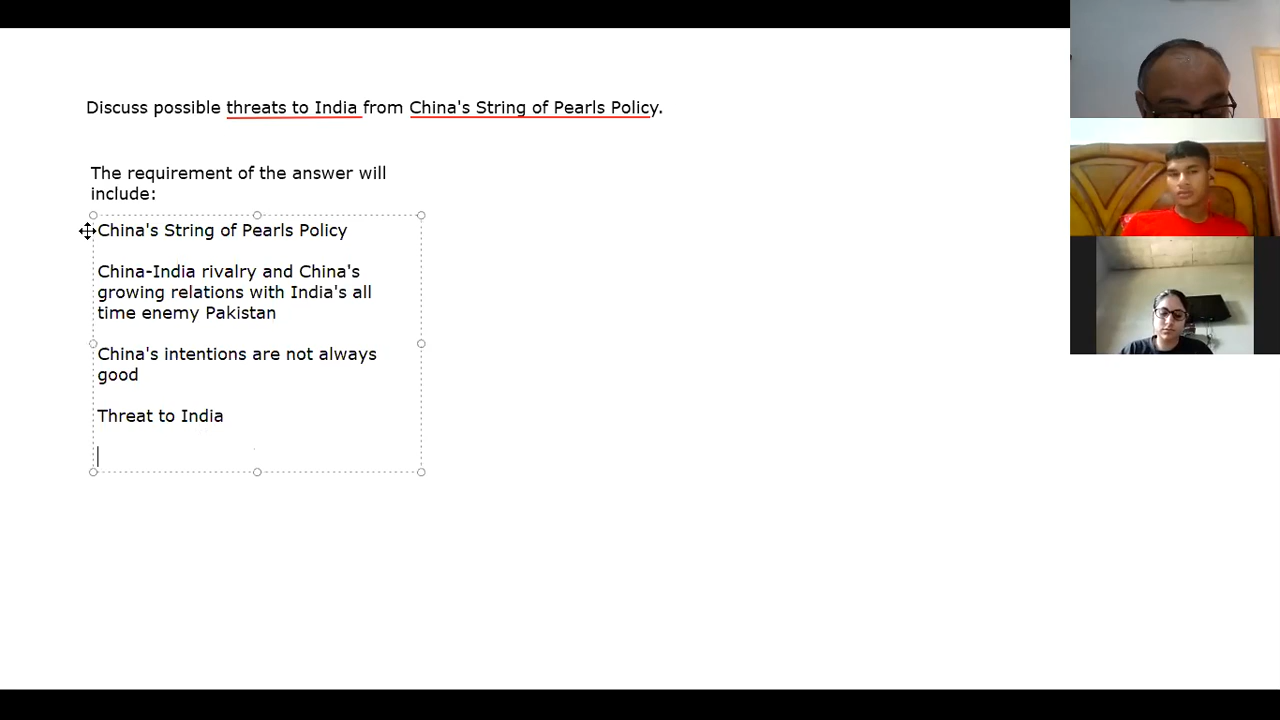 Discuss possible threats to India from China's String of Pearls Policy.
The requirement of the answer will
include:
China's String of Pearls Policy
China-India rivalry and China's
growing relations with India's all
time enemy Pakistan
China's intentions are not always
good
Threat to India